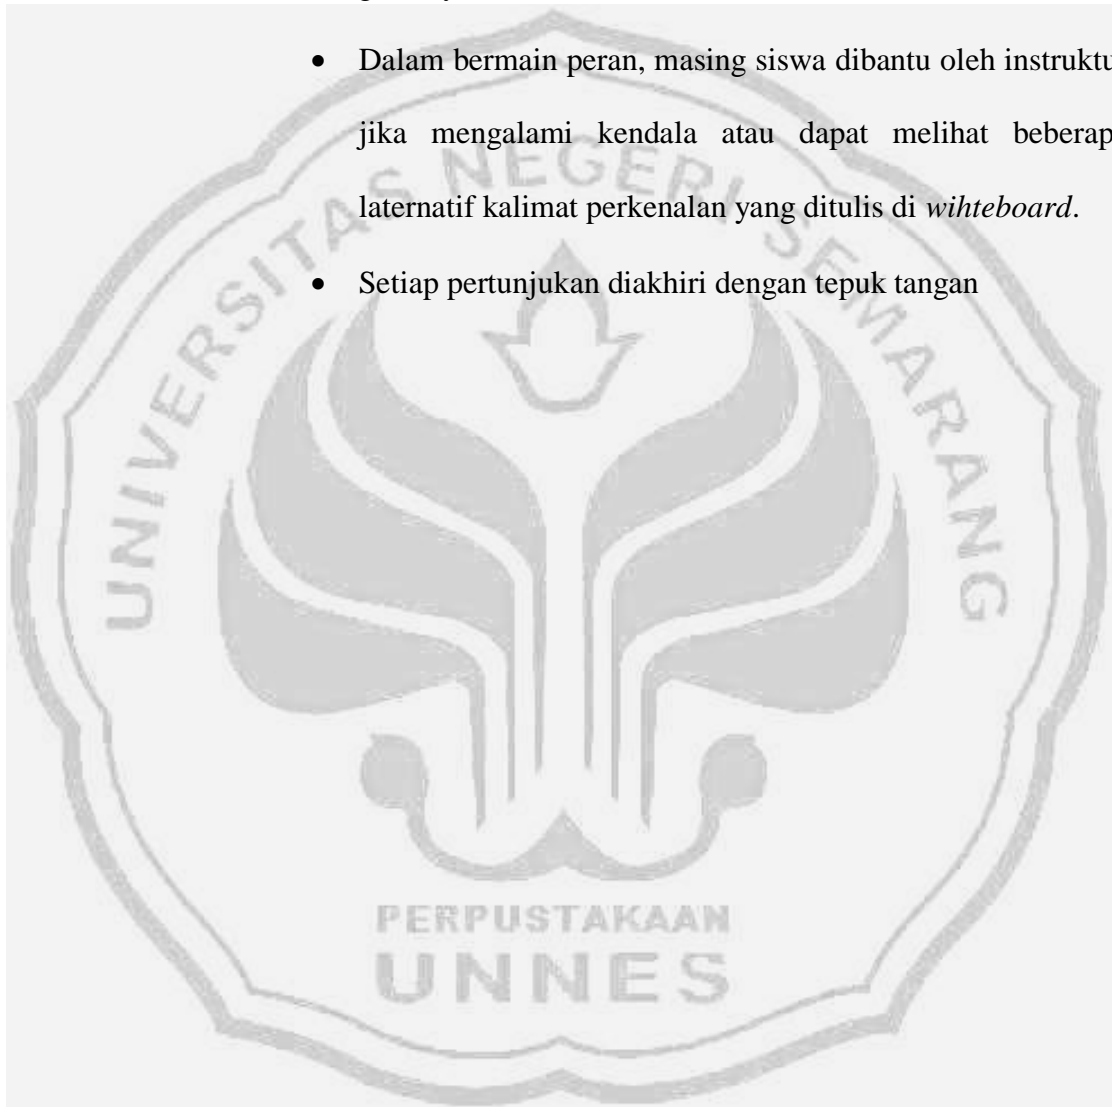 • Dalam bermain peran, masing siswa dibantu oleh instruktu
jika mengalami kendala atau dapat melihat beberap
laternatif kalimat perkenalan yang ditulis di wihteboard.
• Setiap pertunjukan diakhiri dengan tepuk tangan
UNIVERSITAS NEGERI SEMARANG
PERPUSTAKAAN
UNNES